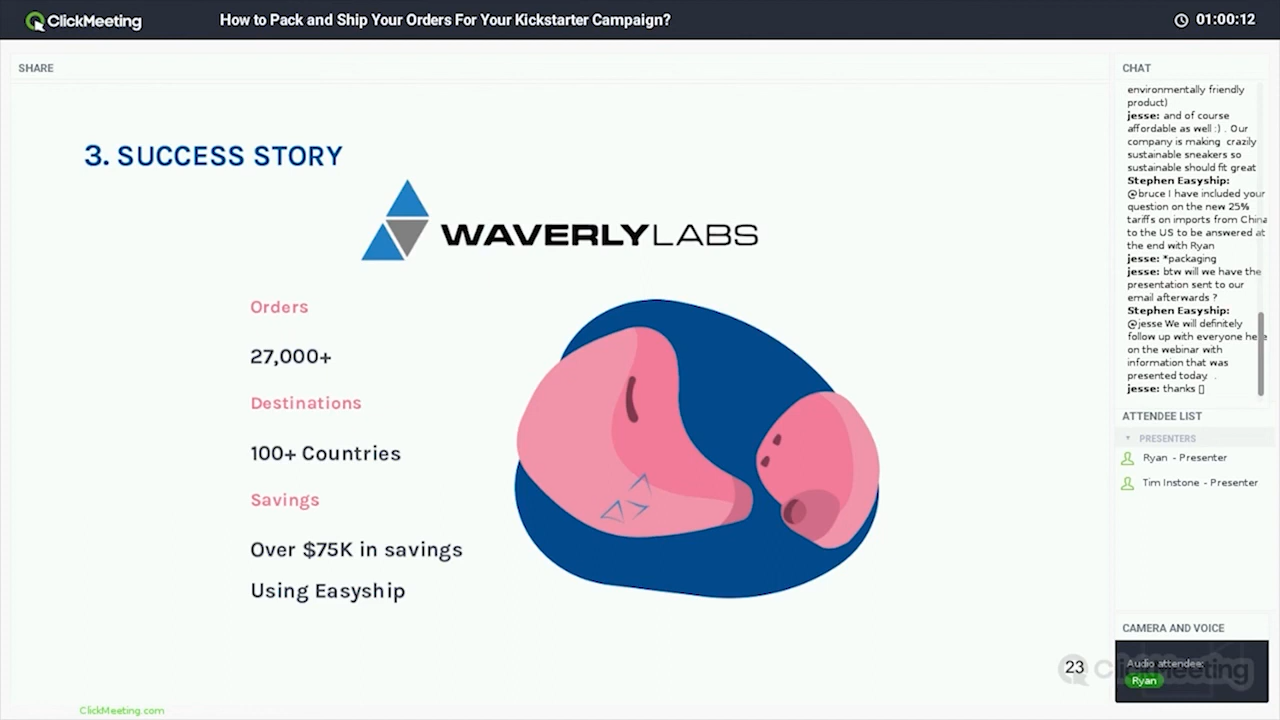 ClickMeeting
How to Pack and Ship Your Orders For Your Kickstarter Campaign?
01:00:12
SHARE
3. SUCCESS STORY
WAVERLYLABS
Orders
27,000+
Destinations
100+ Countries
Savings
Over $75K in savings
Using Easyship
23
ClickMeeting.com
CHAT
environmentally friendly
product)
jesse: and of course
affordable as well :) . Our
company is making crazily
sustainable sneakers so
sustainable should fit great
Stephen Easyship:
@bruce I have included your
question on the new 25%
tariffs on imports from China
to the US to be answered at
the end with Ryan
jesse: *packaging
jesse: btw will we have the
presentation sent to our
email afterwards ?
Stephen Easyship:
@jesse We will definitely
follow up with everyone here
on the webinar with
information that was
presented today .
jesse: thanks
ATTENDEE LIST
PRESENTERS
Ryan - Presenter
Tim Instone - Presenter
CAMERA AND VOICE
Audio attendee:
Ryan
ClickMeeting